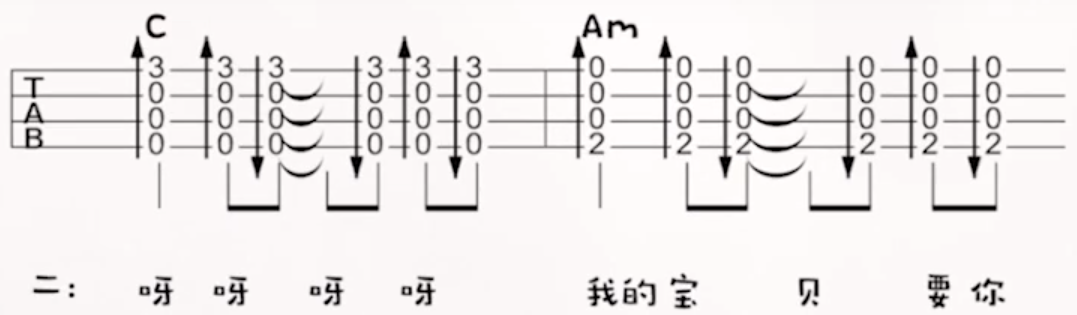 C Am
3 3 3 3 3 3 0 0 0 0 0 0
T 0 0 0 0 0 0 0 0 0 0 0 0
A 0 0 0 0 0 0 0 0 0 0 0 0
B 0 0 0 0 0 0 2 2 2 2 2 2
二: 呀 呀 呀 呀 我的宝 贝 要你